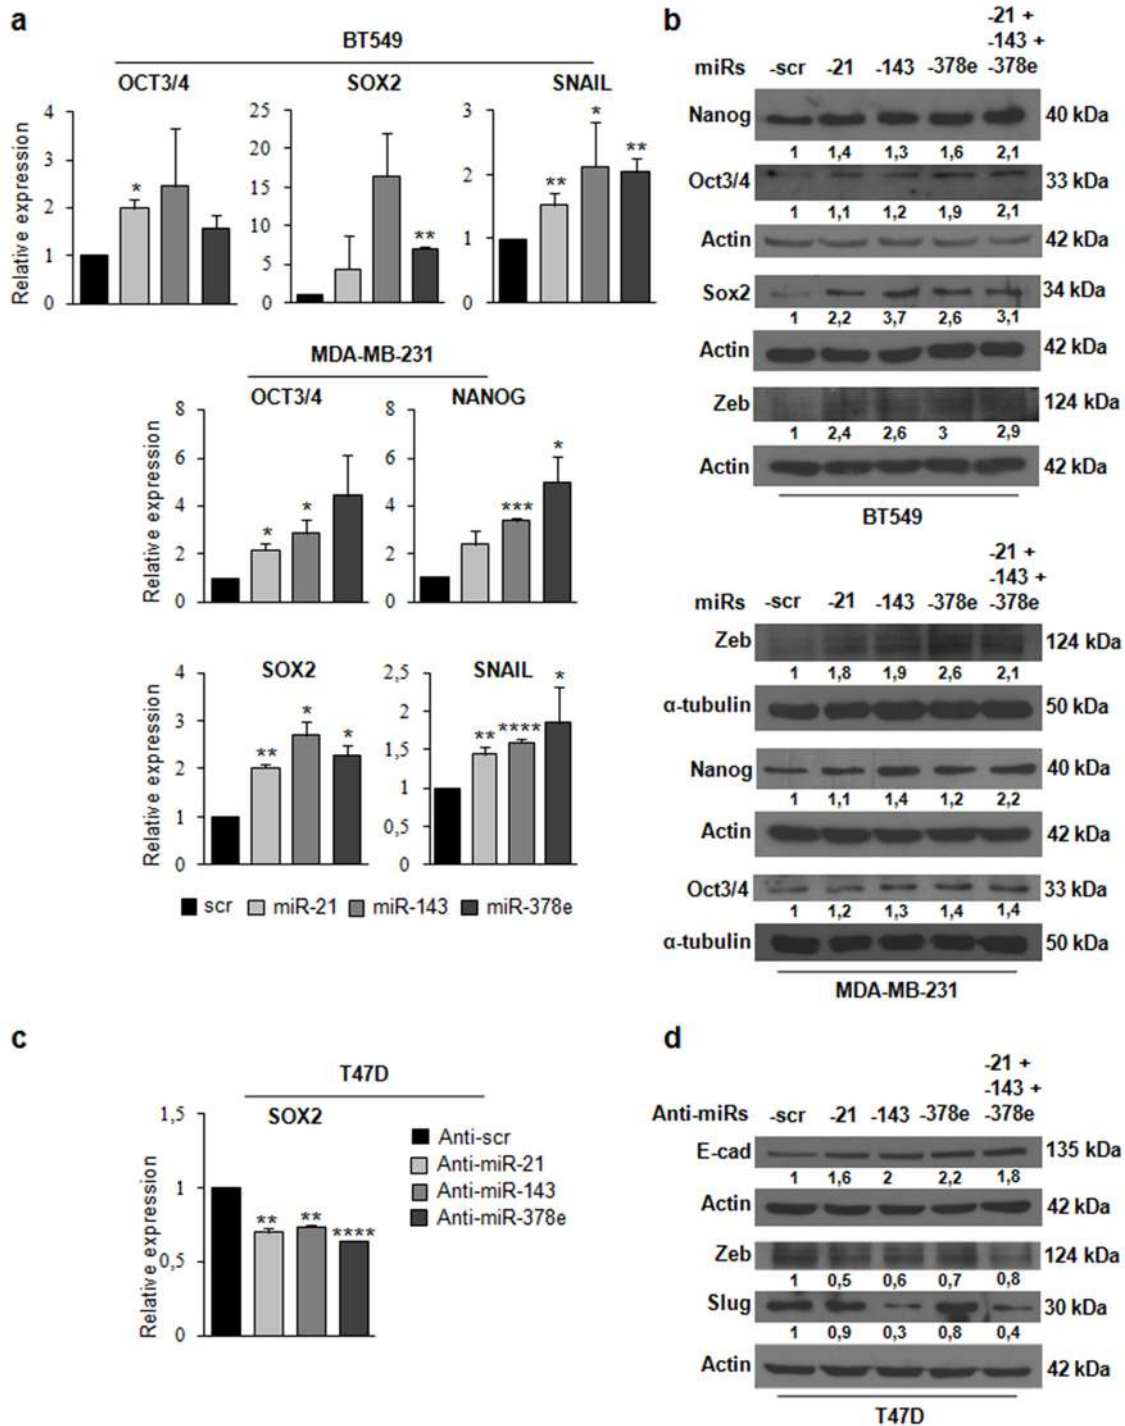 a
BT549
OCT3/4 SOX2 SNAIL
Relative expression
4
3
2
1
0
*
25
20
15
10
5
0
**
3
2
1
0
** * **
MDA-MB-231
OCT3/4 NANOG
Relative expression
8
6
4
2
0
* *
8
6
4
2
0
*** *
SOX2 SNAIL
Relative expression
4
3
2
1
0
** * *
2,5
2
1,5
1
0,5
0
** **** *
scr miR-21 miR-143 miR-378e
b
miRs -scr -21 -143 -378e -21 +
-143 +
-378e
Nanog 40 kDa
1 1,4 1,3 1,6 2,1
Oct3/4 33 kDa
1 1,1 1,2 1,9 2,1
Actin 42 kDa
Sox2 34 kDa
1 2,2 3,7 2,6 3,1
Actin 42 kDa
Zeb 124 kDa
1 2,4 2,6 3 2,9
Actin 42 kDa
BT549
miRs -scr -21 -143 -378e -21 +
-143 +
-378e
Zeb 124 kDa
1 1,8 1,9 2,6 2,1
α-tubulin 50 kDa
Nanog 40 kDa
1 1,1 1,4 1,2 2,2
Actin 42 kDa
Oct3/4 33 kDa
1 1,2 1,3 1,4 1,4
α-tubulin 50 kDa
MDA-MB-231
c
T47D
SOX2
Relative expression
1,5
1
0,5
0
** ** ****
Anti-scr
Anti-miR-21
Anti-miR-143
Anti-miR-378e
d
Anti-miRs -scr -21 -143 -378e -21 +
-143 +
-378e
E-cad 135 kDa
1 1,6 2 2,2 1,8
Actin 42 kDa
Zeb 124 kDa
1 0,5 0,6 0,7 0,8
Slug 30 kDa
1 0,9 0,3 0,8 0,4
Actin 42 kDa
T47D